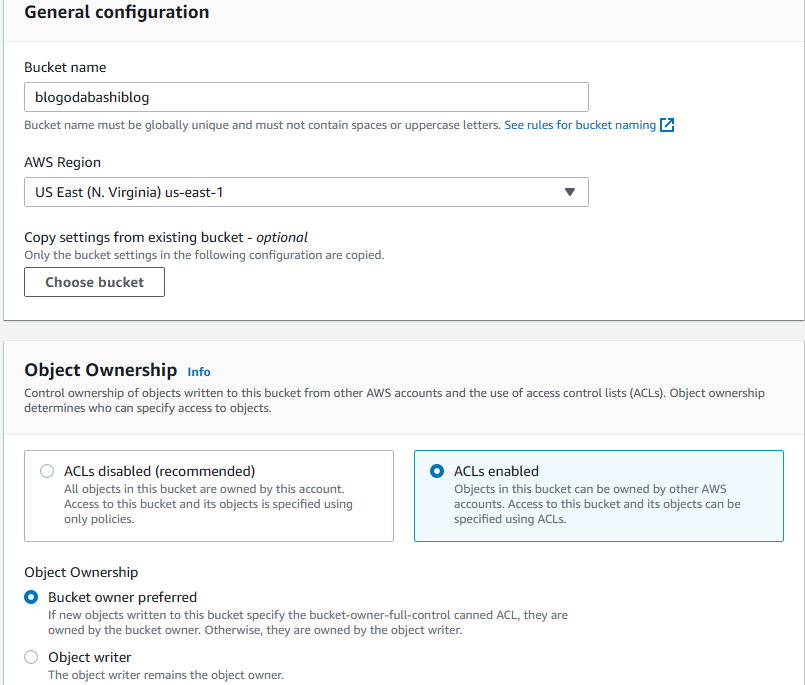 General configuration
Bucket name
blogodabashiblog
Bucket name must be globally unique and must not contain spaces or uppercase letters. See rules for bucket naming
AWS Region
US East (N. Virginia) us-east-1
Copy settings from existing bucket - optional
Only the bucket settings in the following configuration are copied.
Choose bucket
Object Ownership Info
Control ownership of objects written to this bucket from other AWS accounts and the use of access control lists (ACLs). Object ownership
determines who can specify access to objects.
ACLs disabled (recommended)
All objects in this bucket are owned by this account.
Access to this bucket and its objects is specified using
only policies.
ACLs enabled
Objects in this bucket can be owned by other AWS
accounts. Access to this bucket and its objects can be
specified using ACLs.
Object Ownership
Bucket owner preferred
If new objects written to this bucket specify the bucket-owner-full-control canned ACL, they are
owned by the bucket owner. Otherwise, they are owned by the object writer.
Object writer
The object writer remains the object owner.